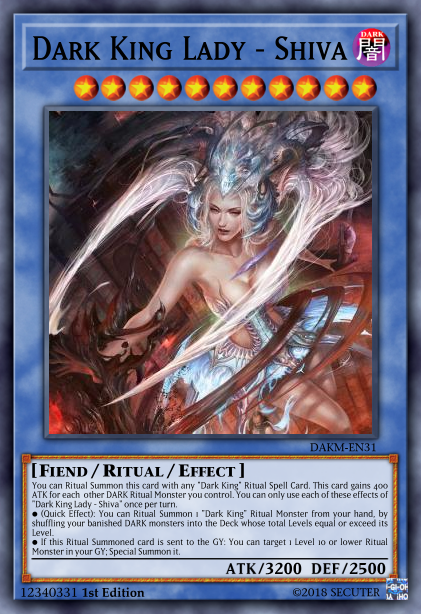 Dark King Lady - Shiva
DARK
闇
DAKM-EN31
[Fiend / Ritual / Effect ]
You can Ritual Summon this card with any "Dark King" Ritual Spell Card. This card gains 400
ATK for each other DARK Ritual Monster you control. You can only use each of these effects of
"Dark King Lady - Shiva" once per turn.
● (Quick Effect): You can Ritual Summon 1 "Dark King" Ritual Monster from your hand, by
shuffling your banished DARK monsters into the Deck whose total Levels equal or exceed its
Level.
● If this Ritual Summoned card is sent to the GY: You can target 1 Level 10 or lower Ritual
Monster in your GY; Special Summon it.
ATK/3200 DEF/2500
12340331 1st Edition
©2018 SECUTER